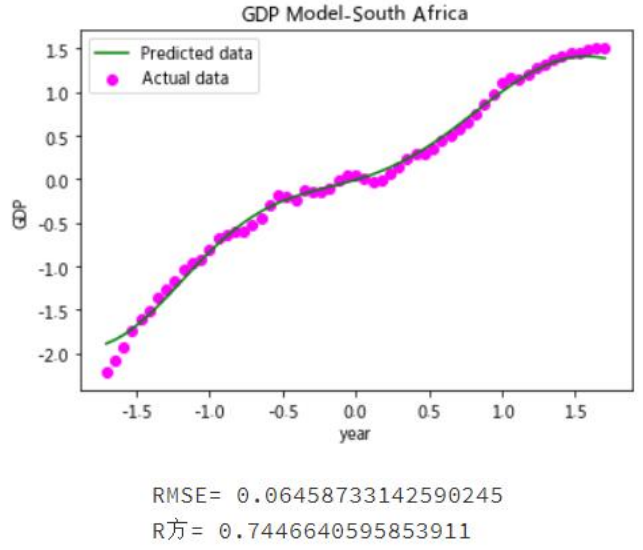 GDP Model-South Africa
Predicted data
Actual data
1.5
1.0
0.5
0.0
-0.5
-1.0
-1.5
-2.0
GDP
-1.5 -1.0 -0.5 0.0 0.5 1.0 1.5
year
RMSE= 0.06458733142590245
R方= 0.7446640595853911